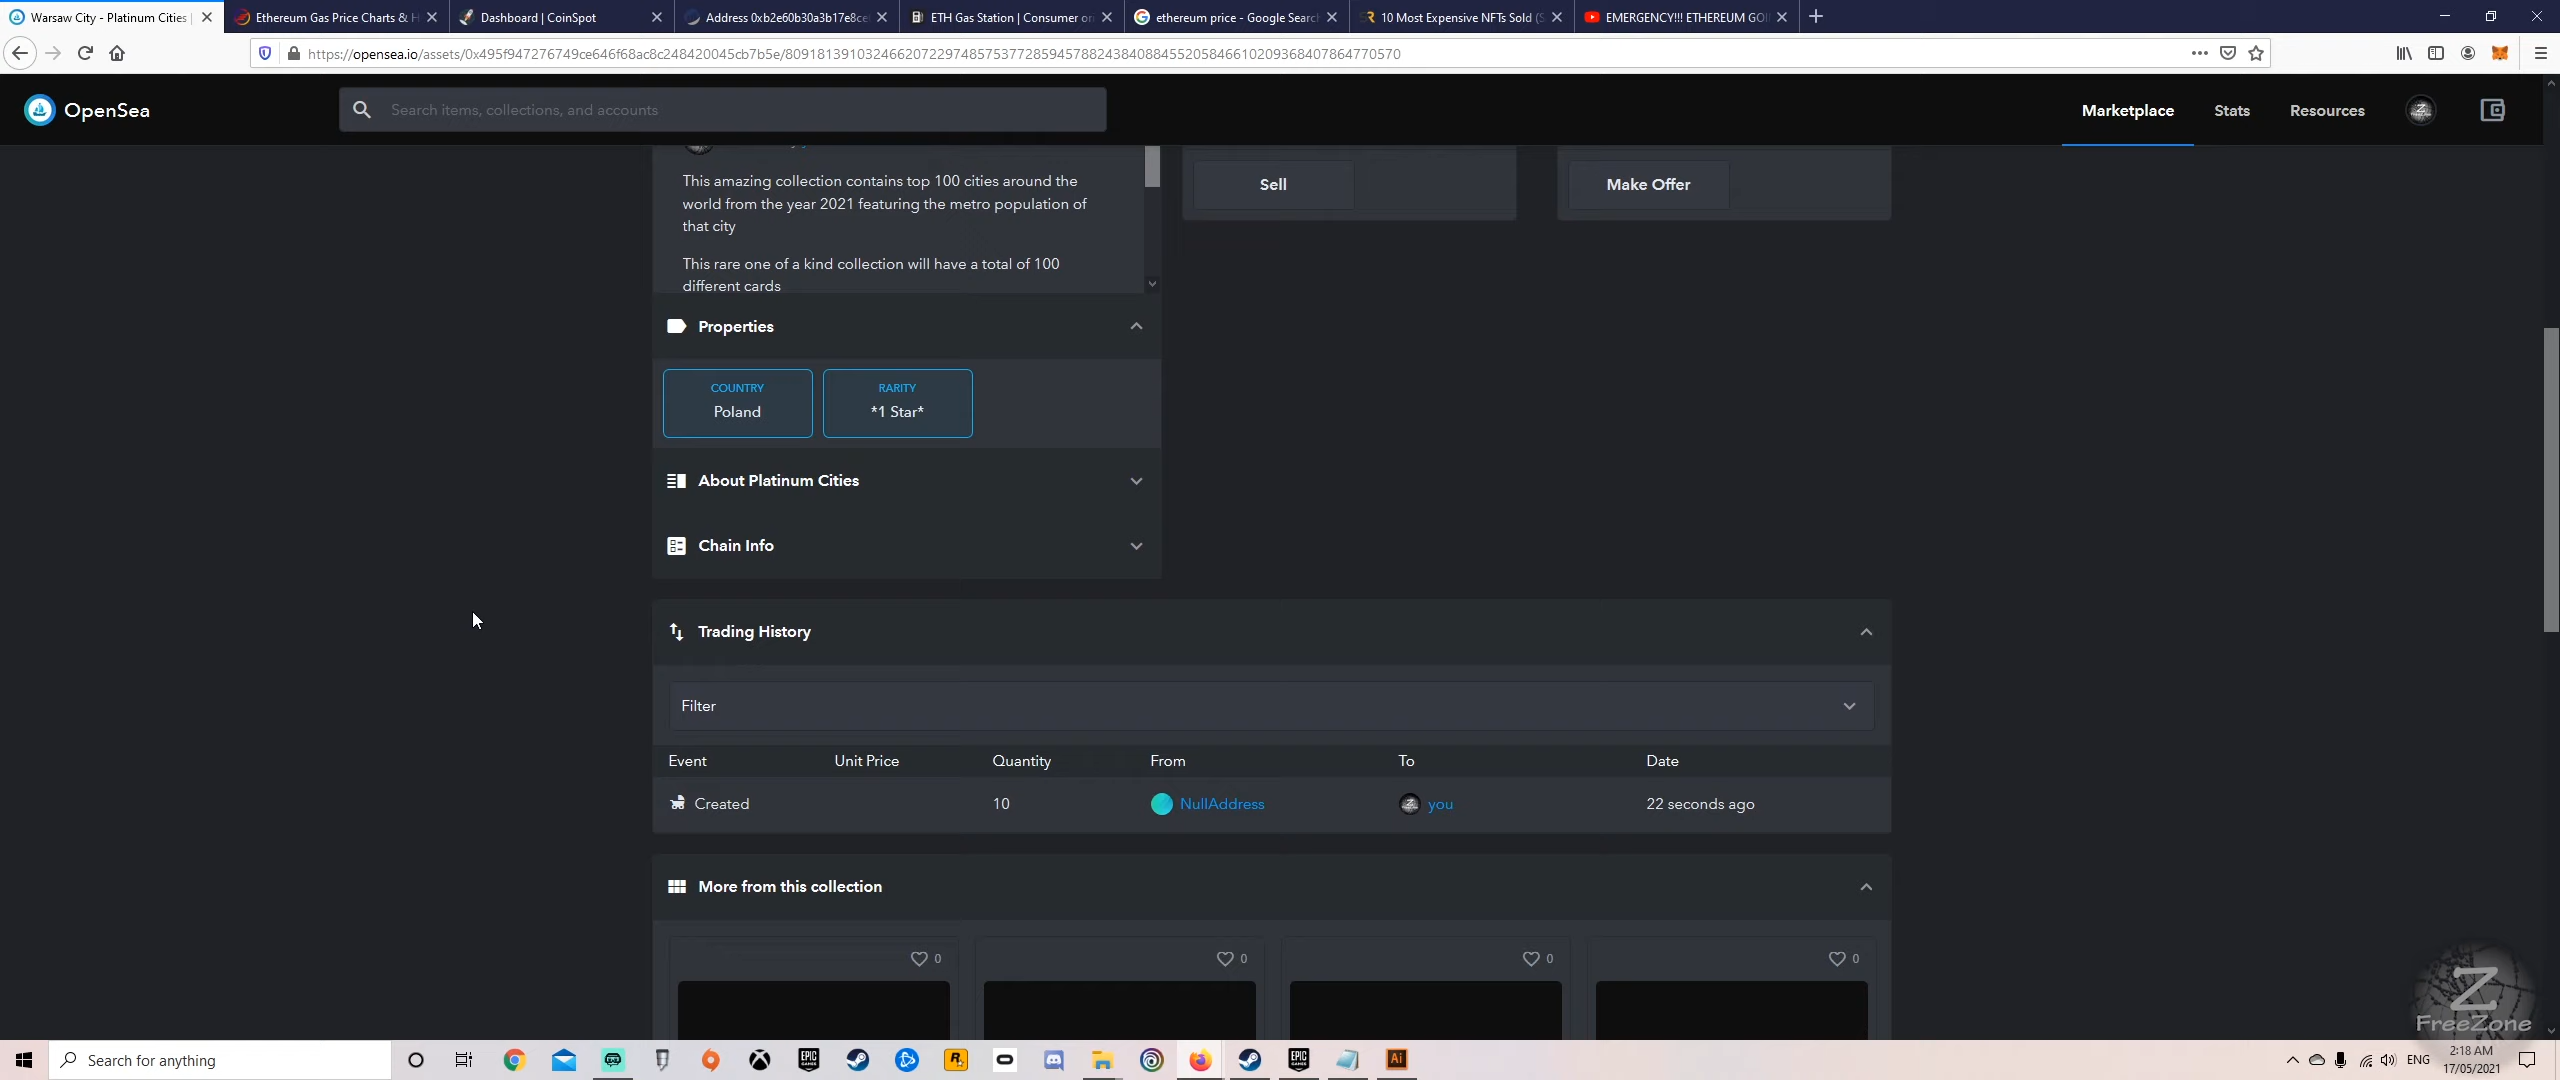 Warsaw City - Platinum Cities |
Ethereum Gas Price Charts & H
Dashboard | CoinSpot
Address 0xb2e60b30a3b17e8ce
ETH Gas Station | Consumer or
ethereum price - Google Search
10 Most Expensive NFTs Sold (S
EMERGENCY!!! ETHEREUM GOI
https://opensea.io/assets/0x495f947276749ce646f68ac8c248420045cb7b5e/80918139103246620722974857537728594578824384088455205846610209368407864770570
OpenSea
Search items, collections, and accounts
Marketplace
Stats
Resources
This amazing collection contains top 100 cities around the
world from the year 2021 featuring the metro population of
that city
This rare one of a kind collection will have a total of 100
different cards
Sell
Make Offer
Properties
COUNTRY
Poland
RARITY
*1 Star*
About Platinum Cities
Chain Info
Trading History
Filter
Event Unit Price Quantity From To Date
Created 10 NullAddress you 22 seconds ago
More from this collection
0 0 0 0
Z
FreeZone
Search for anything
ENG
2:18 AM
17/05/2021